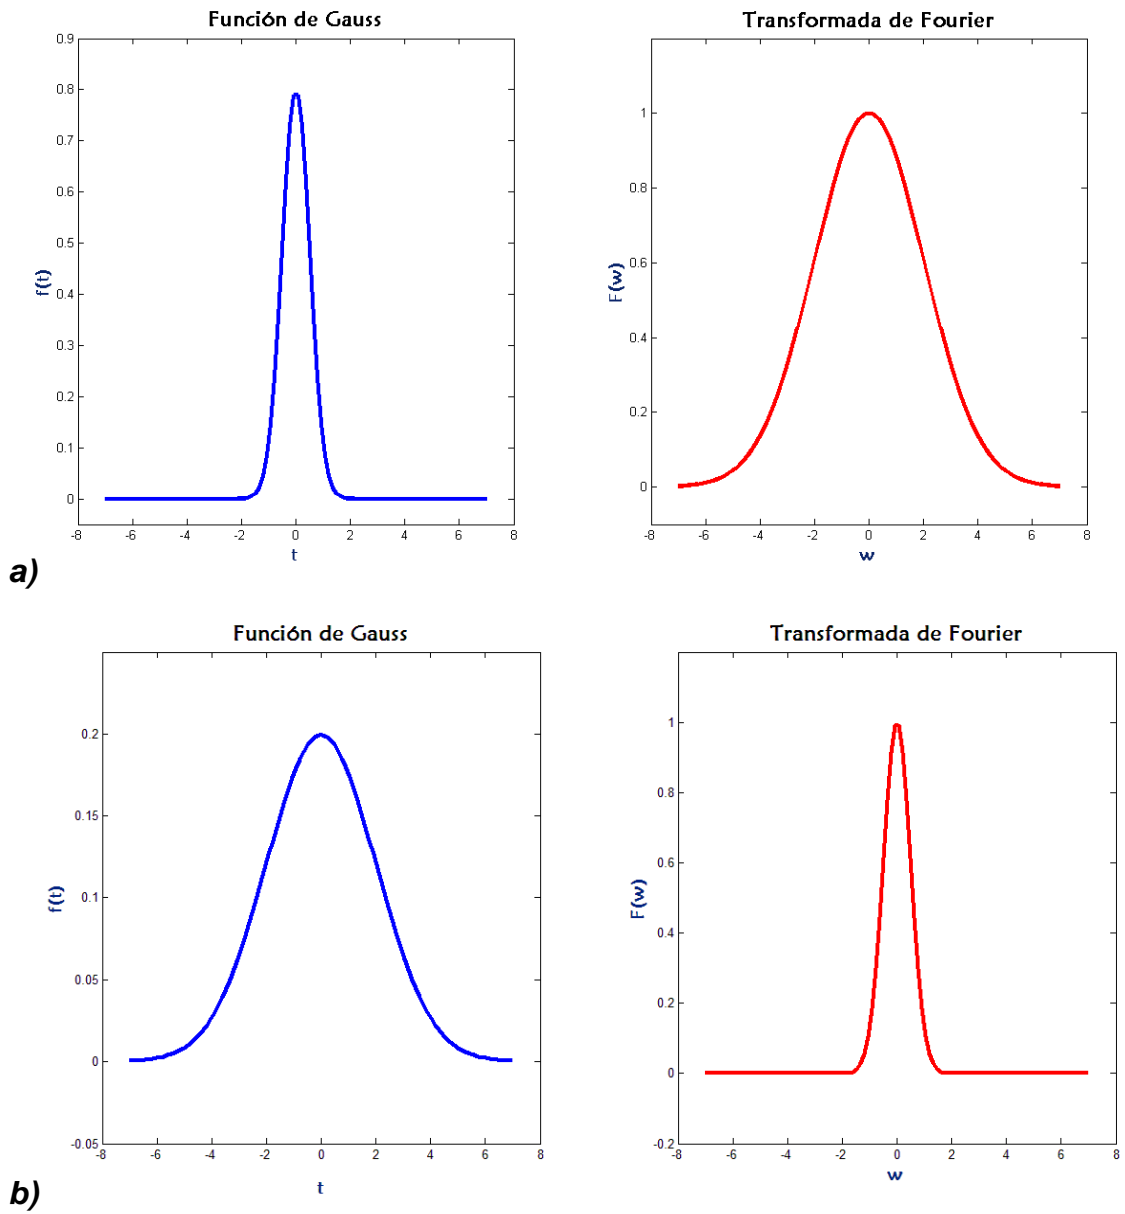 Función de Gauss
0.9
0.8
0.7
0.6
0.5
0.4
0.3
0.2
0.1
0
-8 -6 -4 -2 0 2 4 6 8
f(t)
t
Transformada de Fourier
1
0.8
0.6
0.4
0.2
0
-8 -6 -4 -2 0 2 4 6 8
F(w)
w
a)
Función de Gauss
0.2
0.15
0.1
0.05
0
-0.05
-8 -6 -4 -2 0 2 4 6 8
f(t)
t
Transformada de Fourier
1
0.8
0.6
0.4
0.2
0
-0.2
-8 -6 -4 -2 0 2 4 6 8
F(w)
w
b)